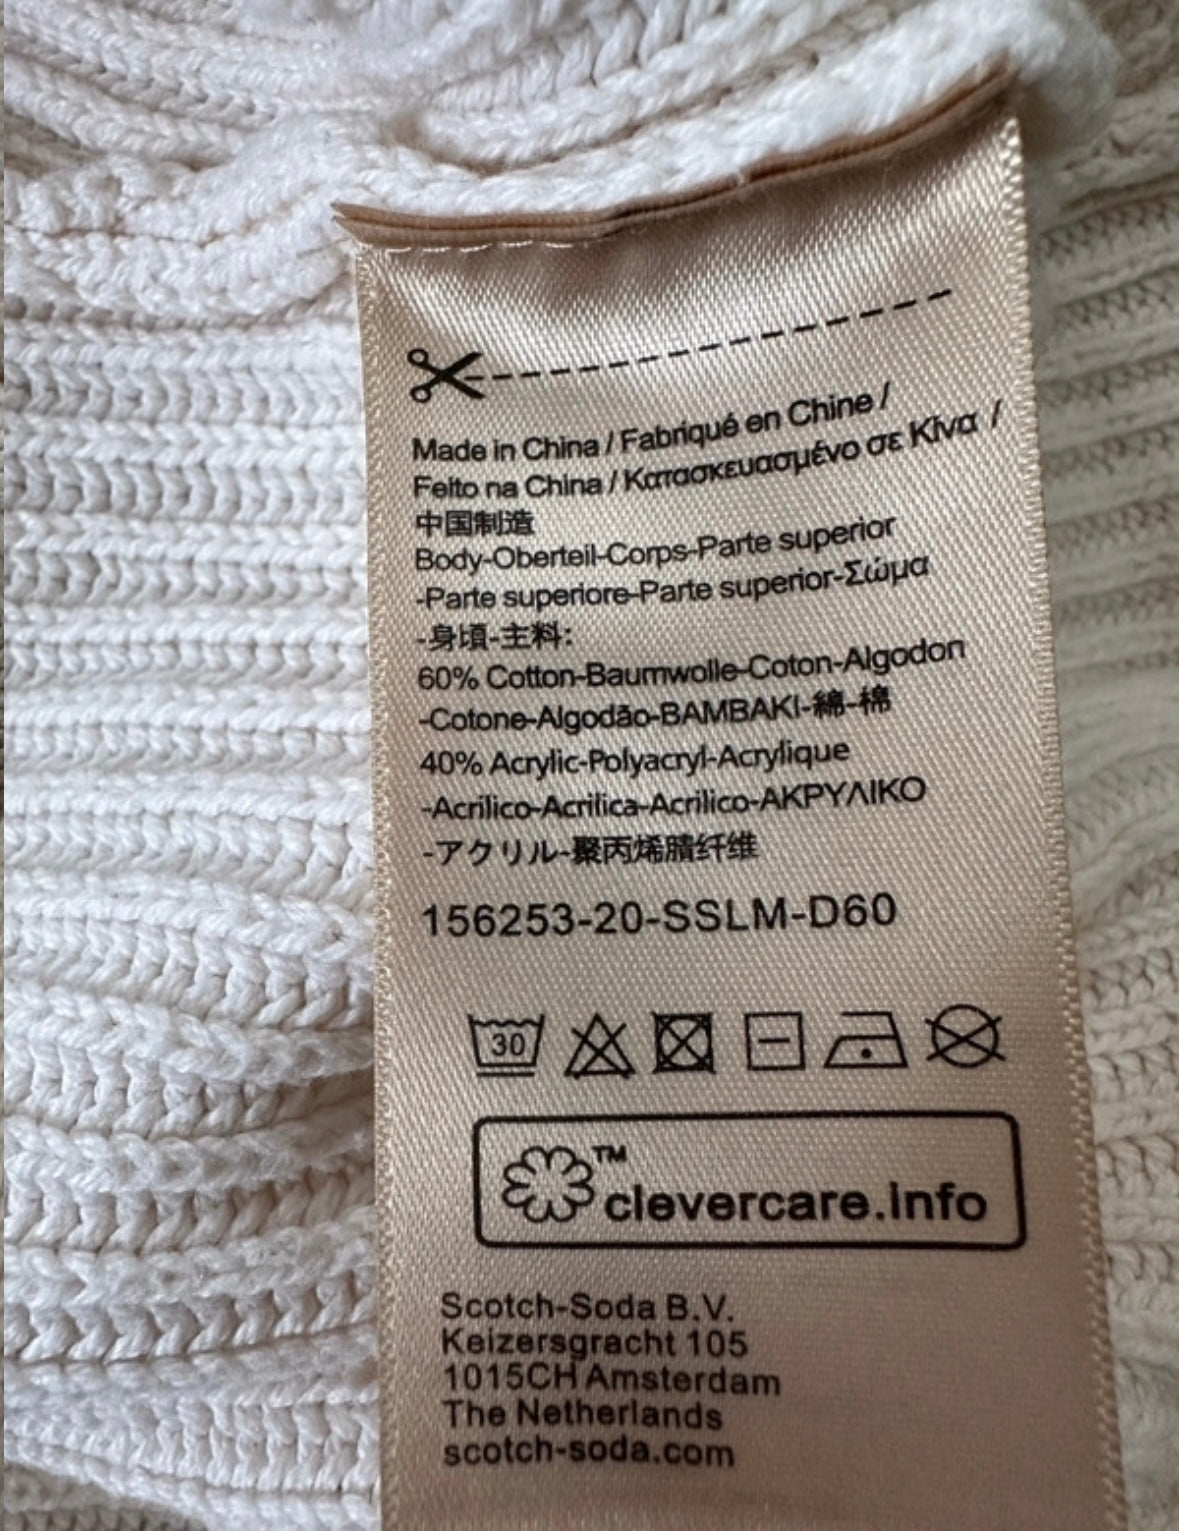 Made in China / Fabriqué en Chine /
Feito na China / Κατασκευασμένο σε Κίνα /
中国制造
Body-Oberteil-Corps-Parte superior
-Parte superiore-Parte superior-Σώμα
-身頃-主料:
60% Cotton-Baumwolle-Coton-Algodon
-Cotone-Algodão-BAMBAKI-綿-棉
40% Acrylic-Polyacryl-Acrylique
-Acrilico-Acrilica-Acrilico-ΑΚΡΥΛΙΚΟ
-アクリル-聚丙烯腈纤维
156253-20-SSLM-D60
30
TM
clevercare.info
Scotch-Soda B.V.
Keizersgracht 105
1015CH Amsterdam
The Netherlands
scotch-soda.com